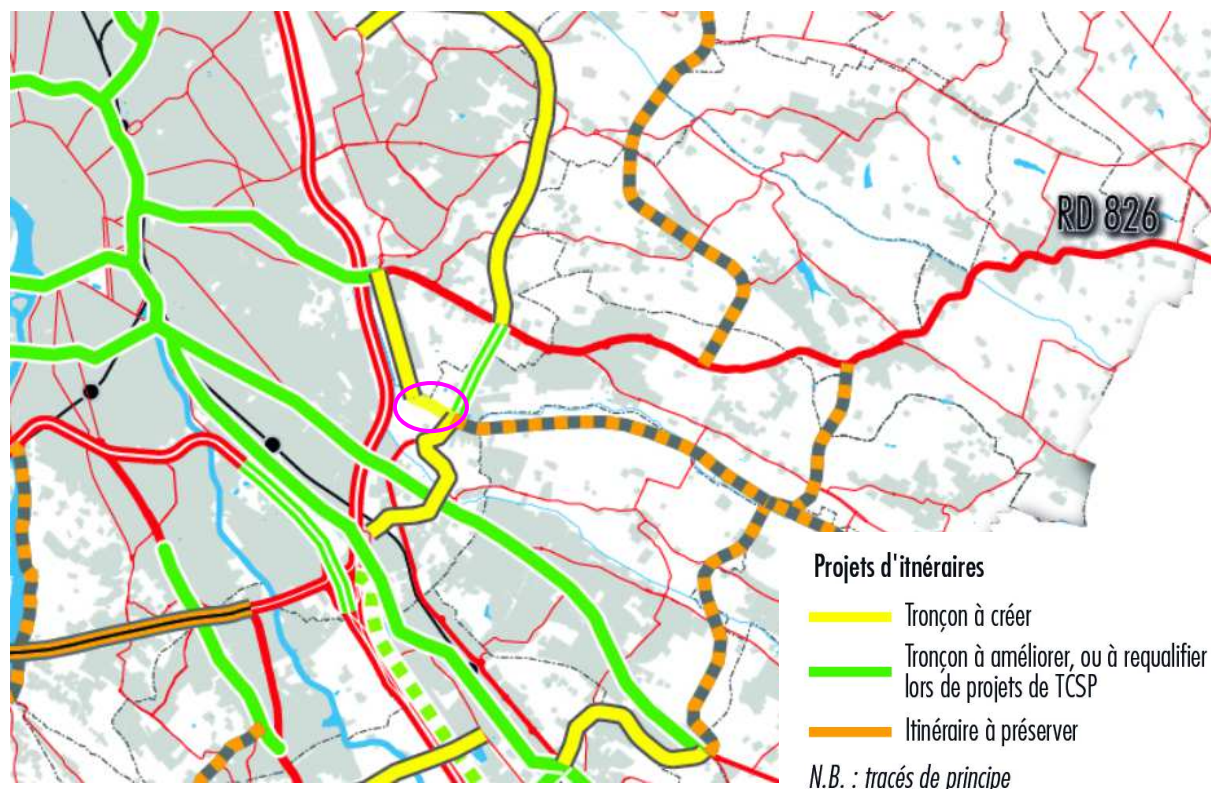 RD 826
Projets d'itnéraires
Tronçon à créer
Tronçon à améliorer, ou à requalifier
lors de projets de TCSP
Itinéraire à préserver
N.B. : tracés de principe